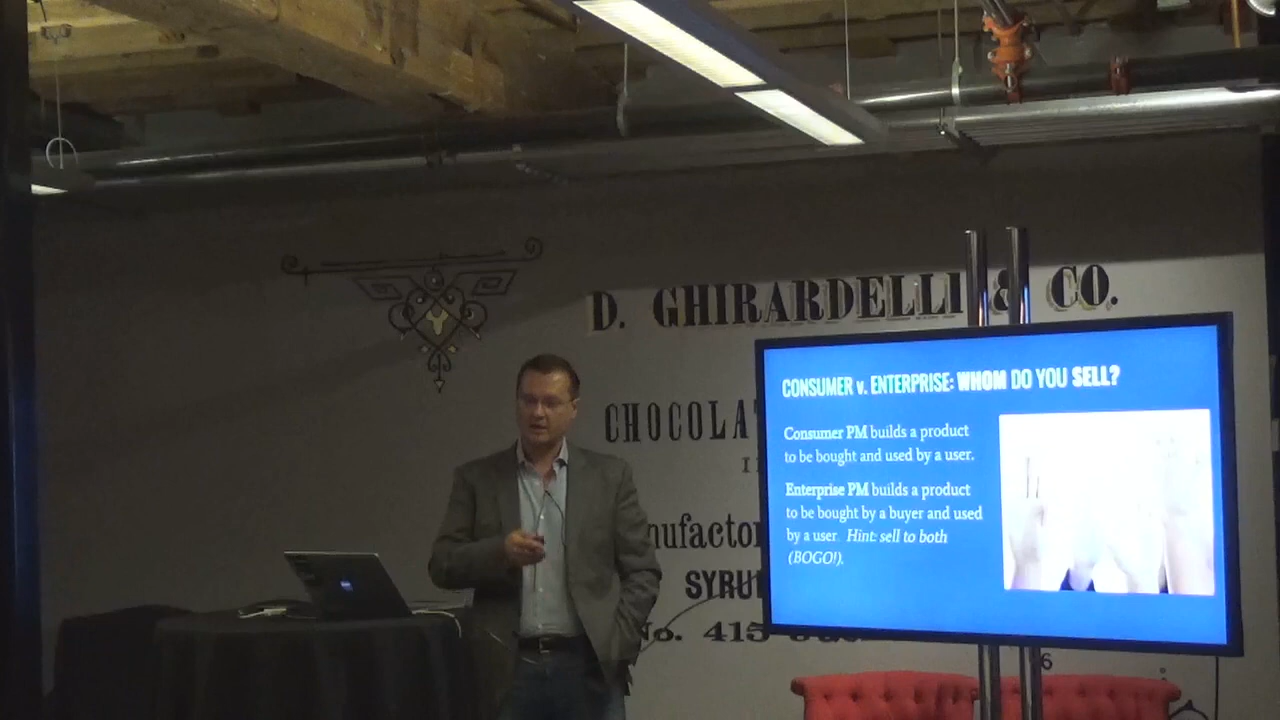 D. GHIRARDELLI & CO.
CHOCOLA
SYRU
No. 415
CONSUMER v. ENTERPRISE: WHOM DO YOU SELL?
Consumer PM builds a product
to be bought and used by a user.
Enterprise PM builds a product
to be bought by a buyer and used
by a user. Hint: sell to both
(BOGO!).